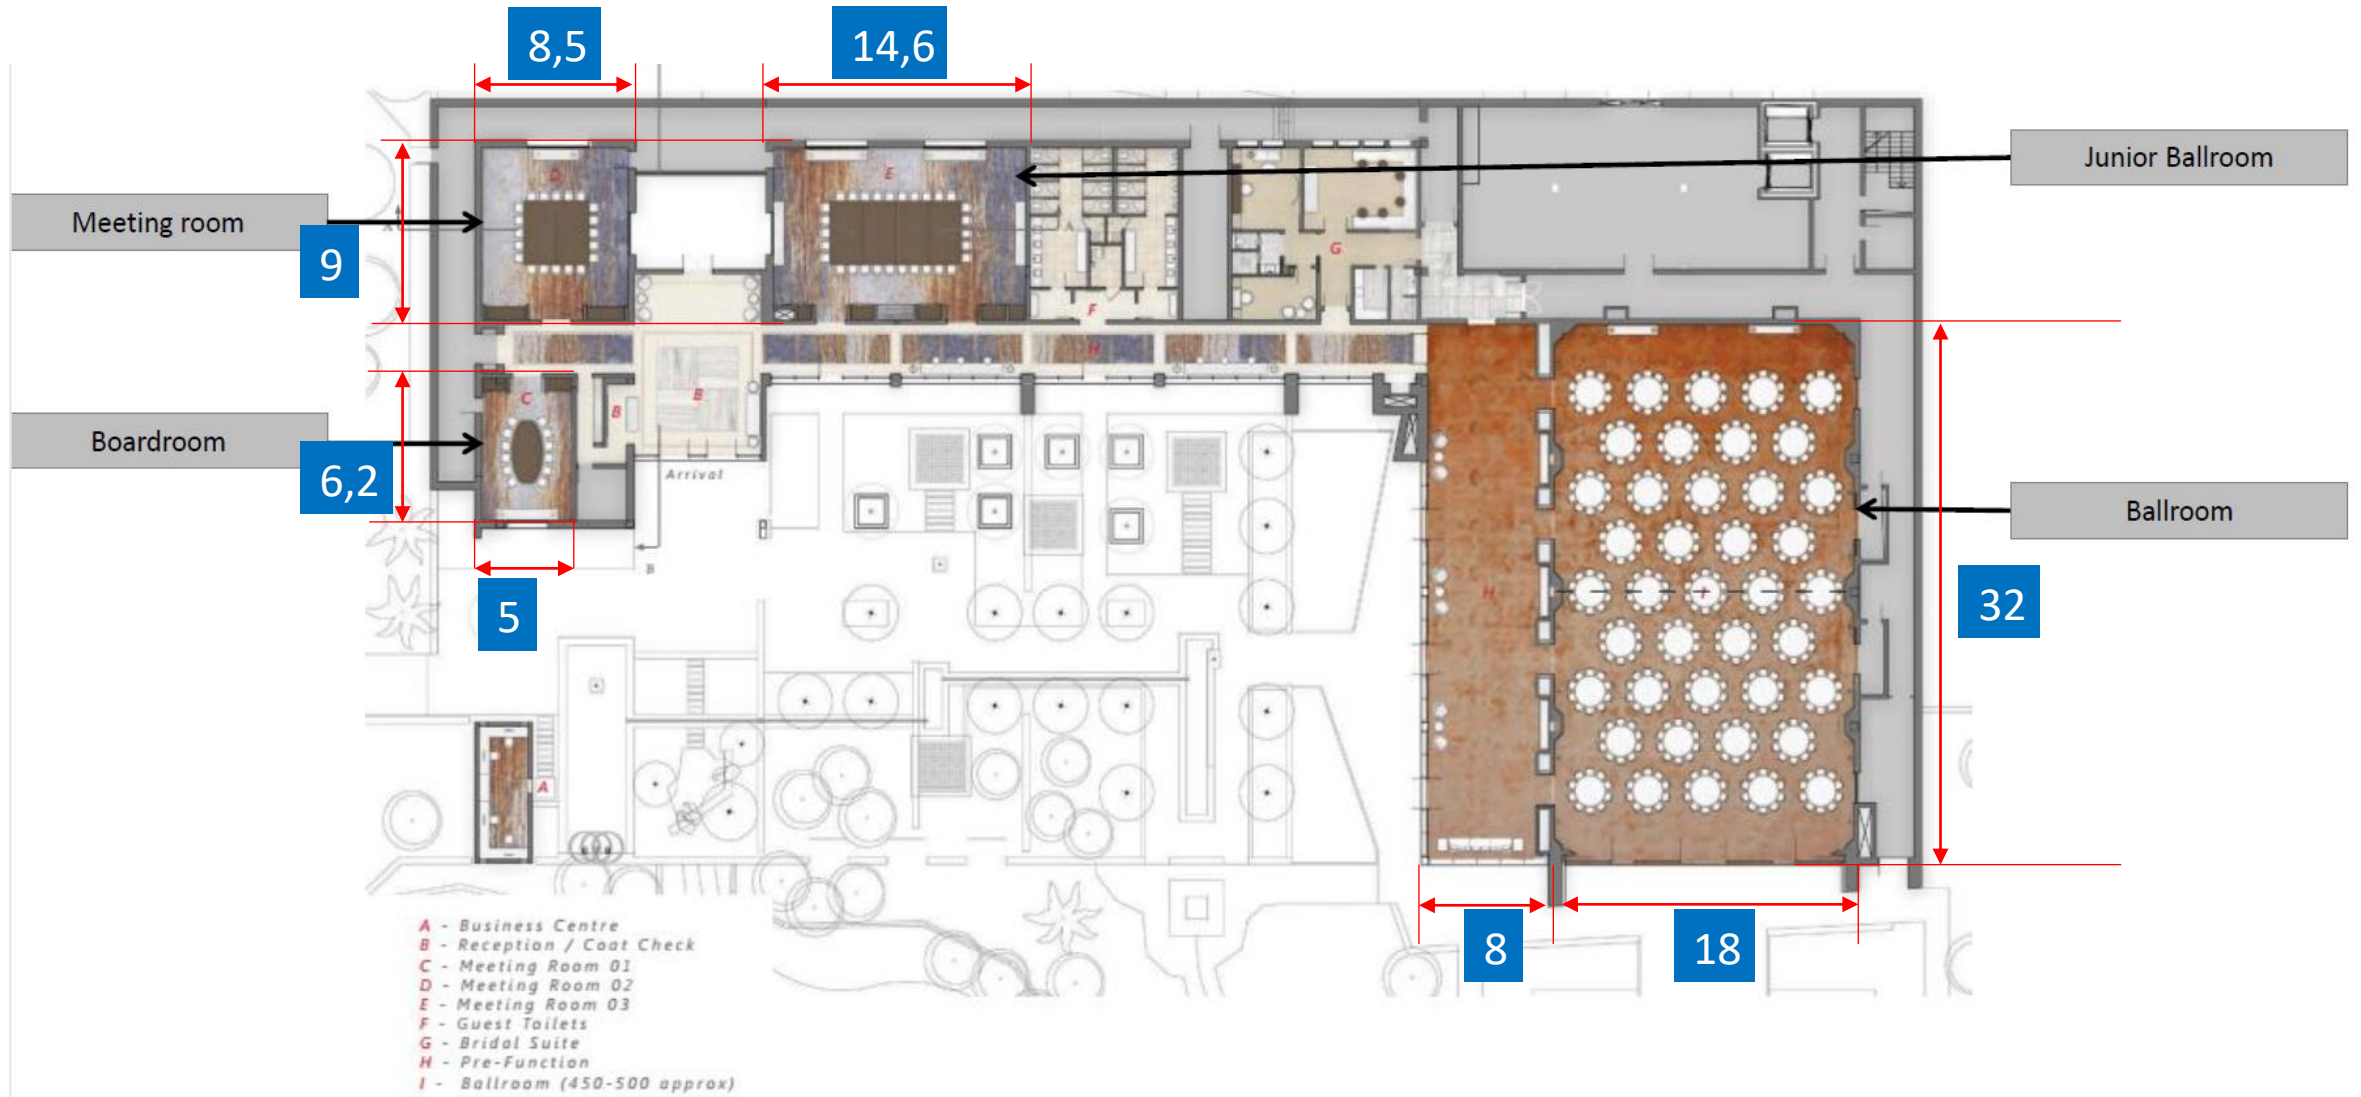 8,5
14,6
Junior Ballroom
Meeting room
D
E
A
9
G
F
H
C
B
B
Boardroom
6,2
Arrival
Ballroom
B
5
H
I
32
A
8
18
A - Business Centre
B - Reception / Coat Check
C - Meeting Room 01
D - Meeting Room 02
E - Meeting Room 03
F - Guest Toilets
G - Bridal Suite
H - Pre-Function
I - Ballroom (450-500 approx)